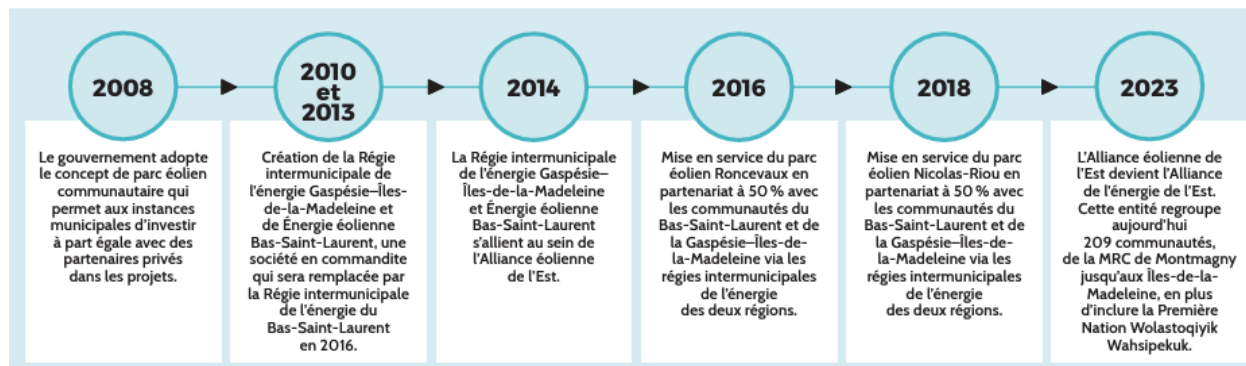 2008
Le gouvernement adopte
le concept de parc éolien
communautaire qui
permet aux instances
municipales d'investir
à part égale avec des
partenaires privés
dans les projets.
2010
et
2013
Création de la Régie
intermunicipale de
l'énergie Gaspésie–Îles-
de-la-Madeleine et
de Énergie éolienne
Bas-Saint-Laurent, une
société en commandite
qui sera remplacée par
la Régie intermunicipale
de l'énergie du
Bas-Saint-Laurent
en 2016.
2014
La Régie intermunicipale
de l'énergie Gaspésie–
Îles-de-la-Madeleine
et Énergie éolienne
Bas-Saint-Laurent
s'allient au sein de
l'Alliance éolienne
de l'Est.
2016
Mise en service du parc
éolien Roncevaux en
partenariat à 50 % avec
les communautés du
Bas-Saint-Laurent et de
la Gaspésie–Îles-de-
la-Madeleine via les
régies intermunicipales
de l'énergie
des deux régions.
2018
Mise en service du parc
éolien Nicolas-Riou en
partenariat à 50 % avec
les communautés du
Bas-Saint-Laurent et de
la Gaspésie–Îles-de-
la-Madeleine via les
régies intermunicipales
de l'énergie
des deux régions.
2023
L'Alliance éolienne de
l'Est devient l'Alliance
de l'énergie de l'Est.
Cette entité regroupe
aujourd'hui
209 communautés,
de la MRC de Montmagny
jusqu'aux Îles-de-la-
Madeleine, en plus
d'inclure la Première
Nation Wolastoqiyik
Wahsipekuk.